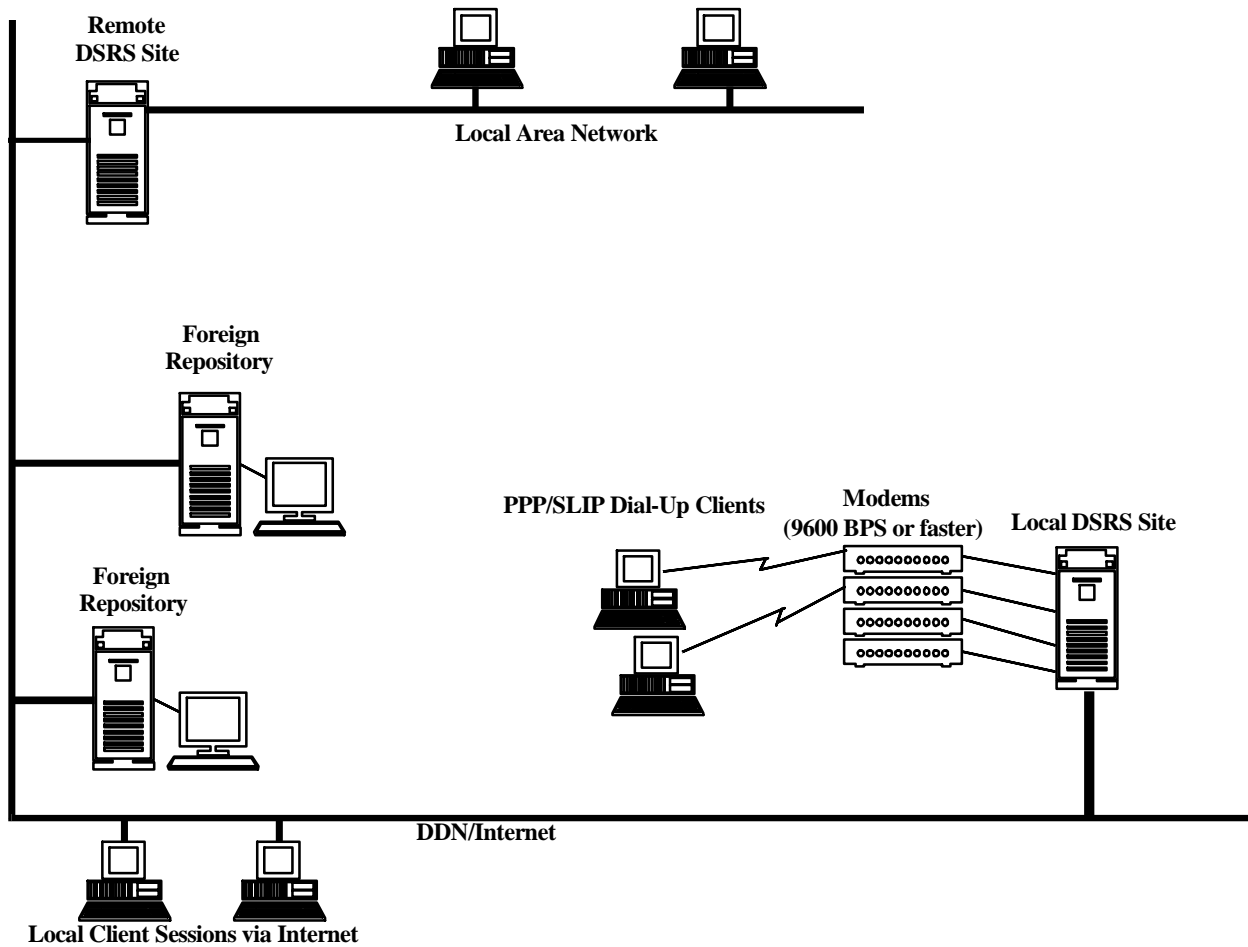 Remote
DSRS Site
Local Area Network
Foreign
Repository
PPP/SLIP Dial-Up Clients
Modems
(9600 BPS or faster)
Local DSRS Site
Foreign
Repository
DDN/Internet
Local Client Sessions via Internet